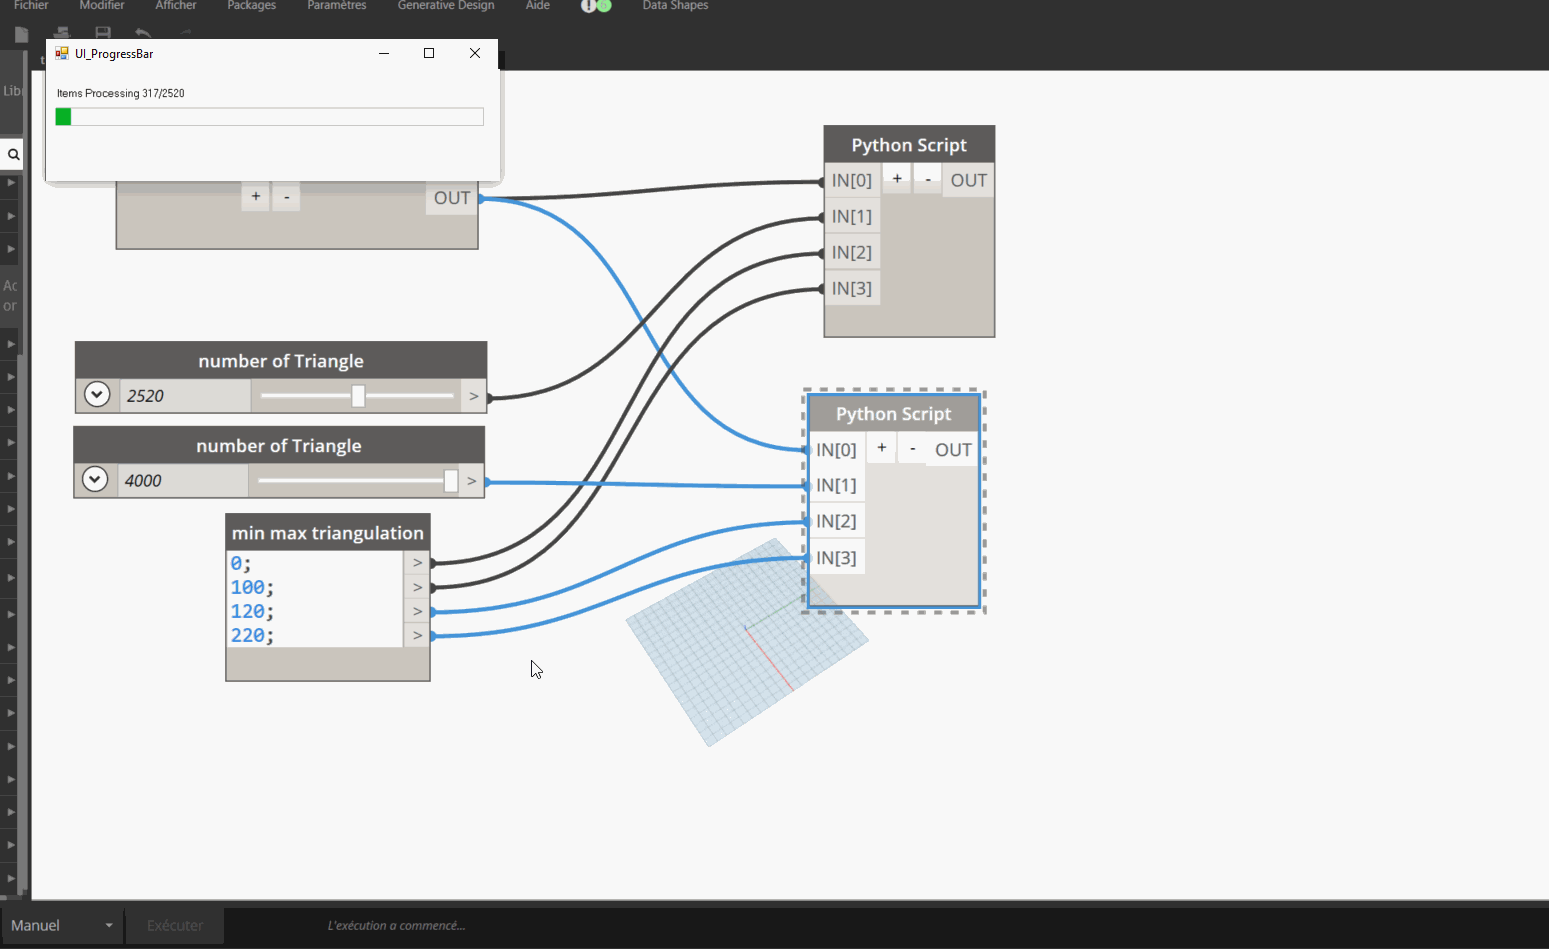 Fichier Modifier Afficher Packages Paramètres Generative Design Aide Data Shapes
UI_ProgressBar
Items Processing 317/2520
+ - OUT
Python Script
IN[0] + - OUT
IN[1]
IN[2]
IN[3]
number of Triangle
2520 >
number of Triangle
4000 >
min max triangulation
0; >
100; >
120; >
220; >
Python Script
IN[0] + - OUT
IN[1]
IN[2]
IN[3]
Manuel Exécuter L'exécution a commencé...